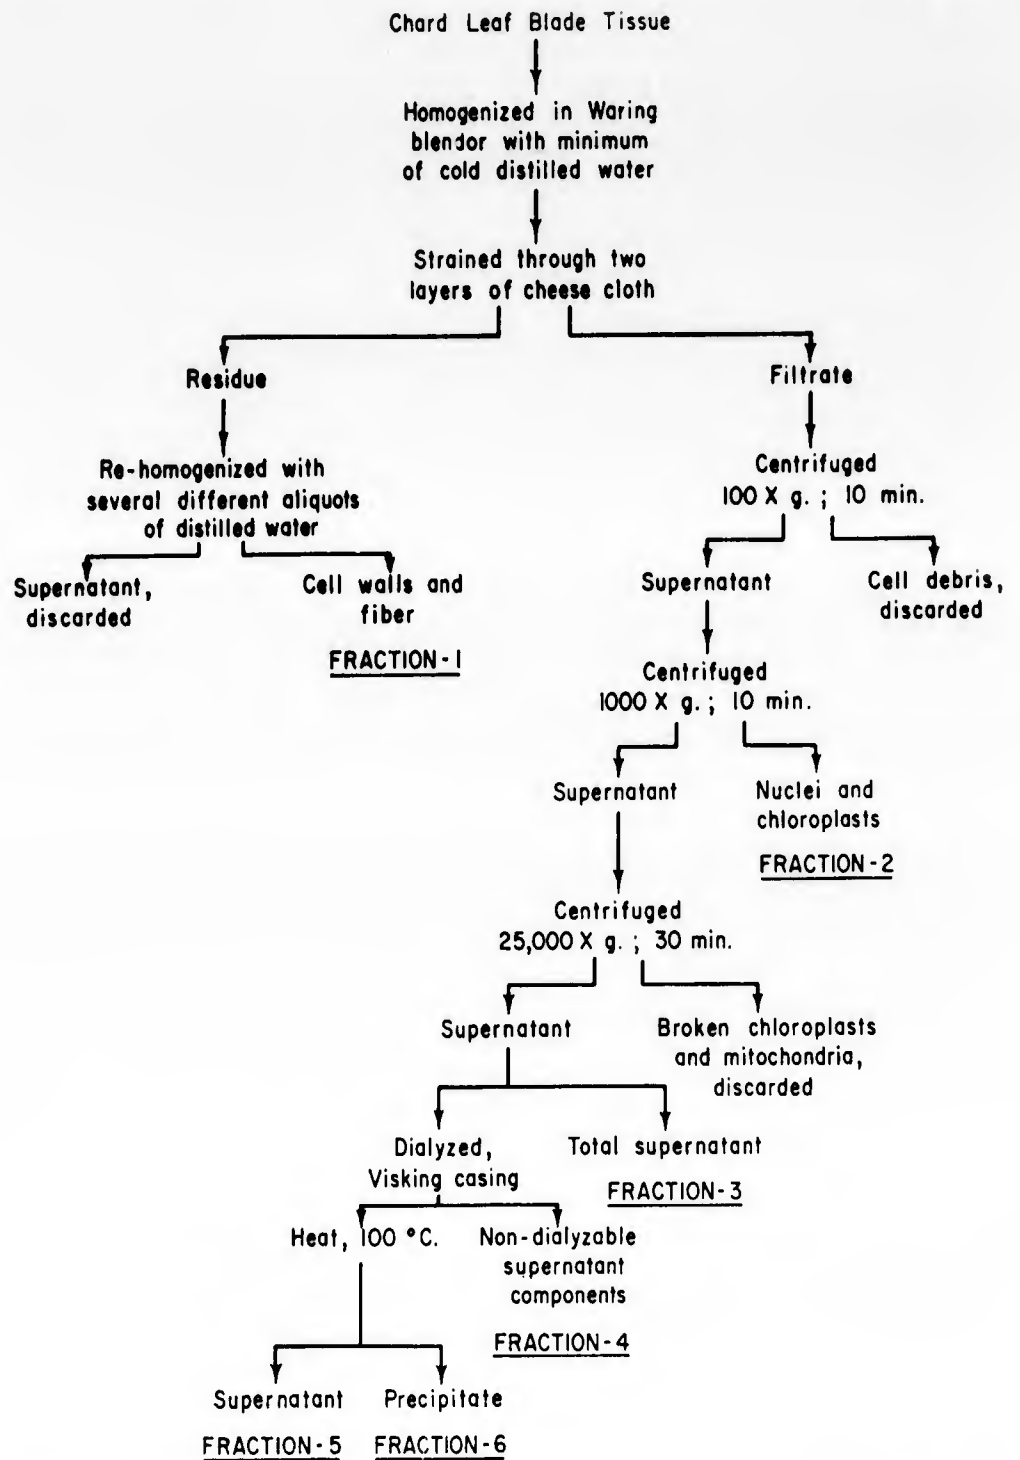 Chard Leaf Blade Tissue
Homogenized in Waring
blendor with minimum
of cold distilled water
Strained through two
layers of cheese cloth
Residue
Filtrate
Re-homogenized with
several different aliquots
of distilled water
Centrifuged
100 X g. ; 10 min.
Supernatant,
discarded
Cell walls and
fiber
FRACTION-1
Supernatant
Cell debris,
discarded
Centrifuged
1000 X g. ; 10 min.
Supernatant
Nuclei and
chloroplasts
FRACTION-2
Centrifuged
25,000 X g. ; 30 min.
Supernatant
Broken chloroplasts
and mitochondria,
discarded
Dialyzed,
Visking casing
Total supernatant
FRACTION-3
Heat, 100 °C.
Non-dialyzable
supernatant
components
FRACTION-4
Supernatant
Precipitate
FRACTION-5
FRACTION-6